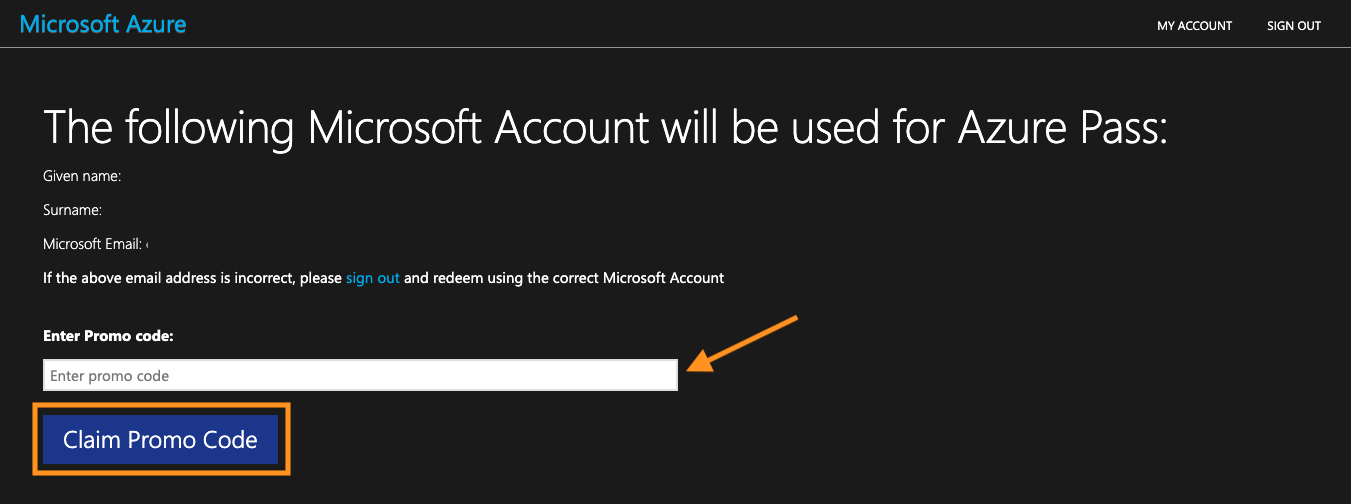 Microsoft Azure
MY ACCOUNT
SIGN OUT
The following Microsoft Account will be used for Azure Pass:
Given name:
Surname:
Microsoft Email:
If the above email address is incorrect, please sign out and redeem using the correct Microsoft Account
Enter Promo code:
Enter promo code
Claim Promo Code